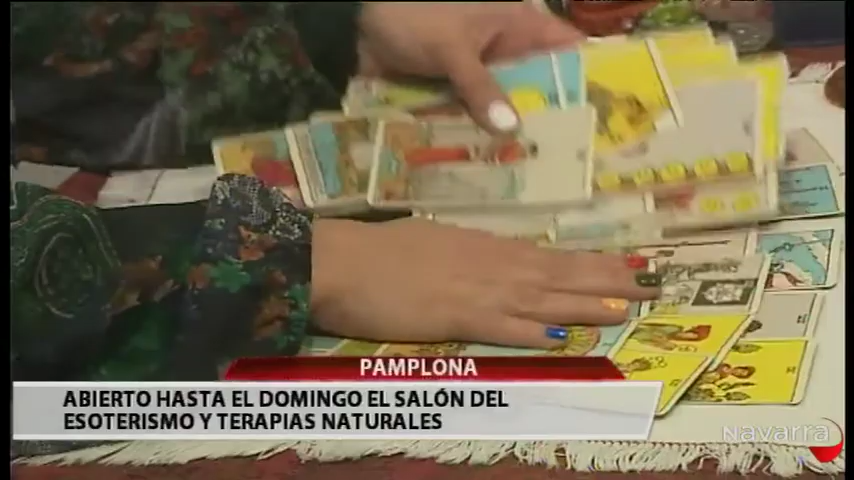 PAMPLONA
ABIERTO HASTA EL DOMINGO EL SALÓN DEL
ESOTERISMO Y TERAPIAS NATURALES
Navarra